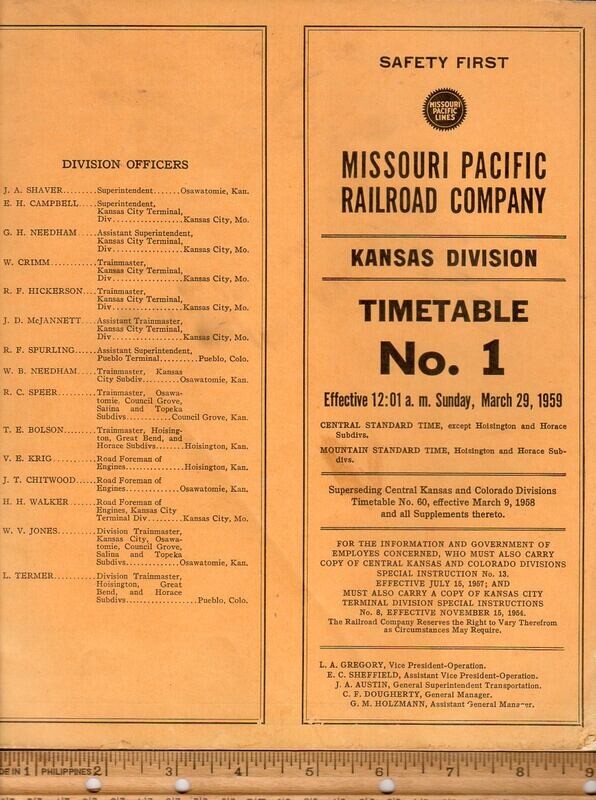 DIVISION OFFICERS
J. A. SHAVER.........Superintendent.......Osawatomie, Kan.
E. H. CAMPBELL.....Superintendent,
Kansas City Terminal,
Div..................Kansas City, Mo.
G. H. NEEDHAM....Assistant Superintendent,
Kansas City Terminal,
Div..................Kansas City, Mo.
W. CRIMM............Trainmaster,
Kansas City Terminal,
Div..................Kansas City, Mo.
R. F. HICKERSON....Trainmaster,
Kansas City Terminal,
Div..................Kansas City, Mo.
J. D. McJANNETT....Assistant Trainmaster,
Kansas City Terminal,
Div..................Kansas City, Mo.
R. F. SPURLING.....Assistant Superintendent,
Pueblo Terminal..........Pueblo, Colo.
W. B. NEEDHAM....Trainmaster, Kansas
City Subdiv..........Osawatomie, Kan.
R. C. SPEER..........Trainmaster, Osawa-
tomie, Council Grove,
Salina and Topeka
Subdivs...........Council Grove, Kan.
T. E. BOLSON.........Trainmaster, Hoising-
ton, Great Bend, and
Horace Subdivs.......Hoisington, Kan.
V. E. KRIG...........Road Foreman of
Engines...............Hoisington, Kan.
J. T. CHITWOOD.....Road Foreman of
Engines..............Osawatomie, Kan.
H. H. WALKER......Road Foreman of
Engines, Kansas City
Terminal Div.........Kansas City, Mo.
W. V. JONES..........Division Trainmaster,
Kansas City, Osawa-
tomie, Council Grove,
Salina and Topeka
Subdivs..............Osawatomie, Kan.
L. TERMER...........Division Trainmaster,
Hoisington, Great
Bend, and Horace
Subdivs..................Pueblo, Colo.
SAFETY FIRST
MISSOURI
PACIFIC
LINES
MISSOURI PACIFIC
RAILROAD COMPANY
KANSAS DIVISION
TIMETABLE
No. 1
Effective 12:01 a. m. Sunday, March 29, 1959
CENTRAL STANDARD TIME, except Hoisington and Horace
Subdivs.
MOUNTAIN STANDARD TIME, Hoisington and Horace Sub-
divs.
Superseding Central Kansas and Colorado Divisions
Timetable No. 60, effective March 9, 1958
and all Supplements thereto.
FOR THE INFORMATION AND GOVERNMENT OF
EMPLOYES CONCERNED, WHO MUST ALSO CARRY
COPY OF CENTRAL KANSAS AND COLORADO DIVISIONS
SPECIAL INSTRUCTION No. 13,
EFFECTIVE JULY 15, 1957; AND
MUST ALSO CARRY A COPY OF KANSAS CITY
TERMINAL DIVISION SPECIAL INSTRUCTIONS
No. 8, EFFECTIVE NOVEMBER 15, 1954.
The Railroad Company Reserves the Right to Vary Therefrom
as Circumstances May Require.
L. A. GREGORY, Vice President-Operation.
E. C. SHEFFIELD, Assistant Vice President-Operation.
J. A. AUSTIN, General Superintendent Transportation.
C. F. DOUGHERTY, General Manager.
G. M. HOLZMANN, Assistant General Manager.
DE IN 1 PHILIPPINES 2 3 4 5 6 7 8 9